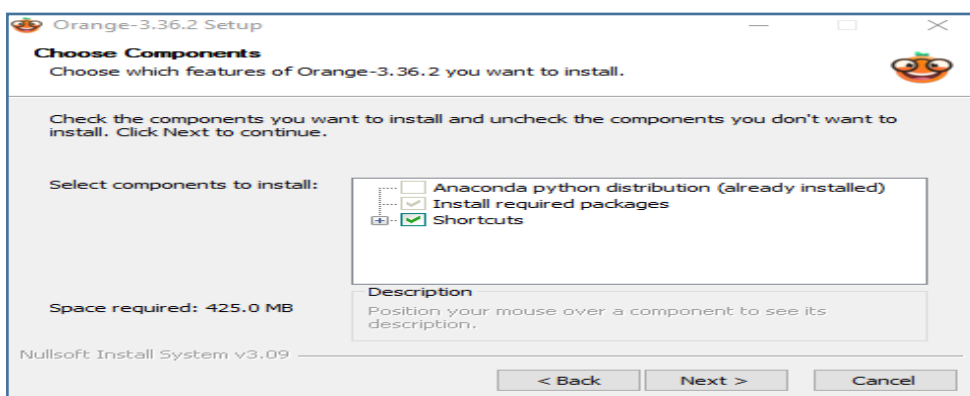 Orange-3.36.2 Setup
Choose Components
Choose which features of Orange-3.36.2 you want to install.
Check the components you want to install and uncheck the components you don't want to
install. Click Next to continue.
Select components to install:
Anaconda python distribution (already installed)
Install required packages
Shortcuts
Space required: 425.0 MB
Description
Position your mouse over a component to see its
description.
Nullsoft Install System v3.09
< Back
Next >
Cancel